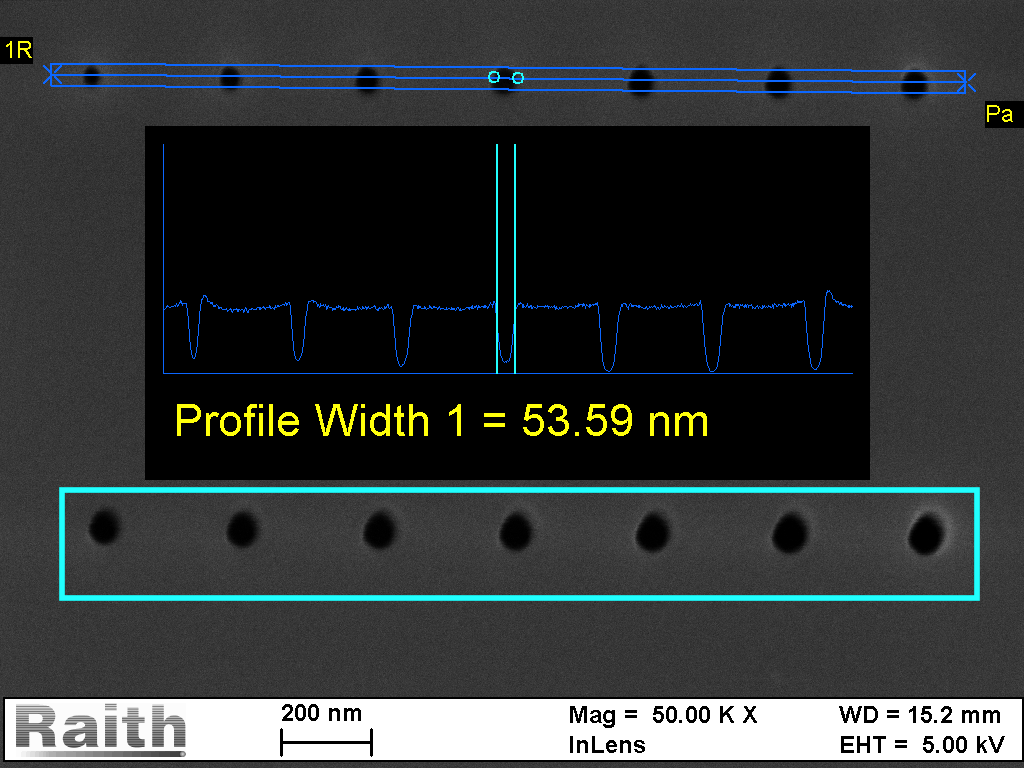 1R
Pa
Profile Width 1 = 53.59 nm
Raith
200 nm
Mag = 50.00 K X
WD = 15.2 mm
InLens
EHT = 5.00 kV